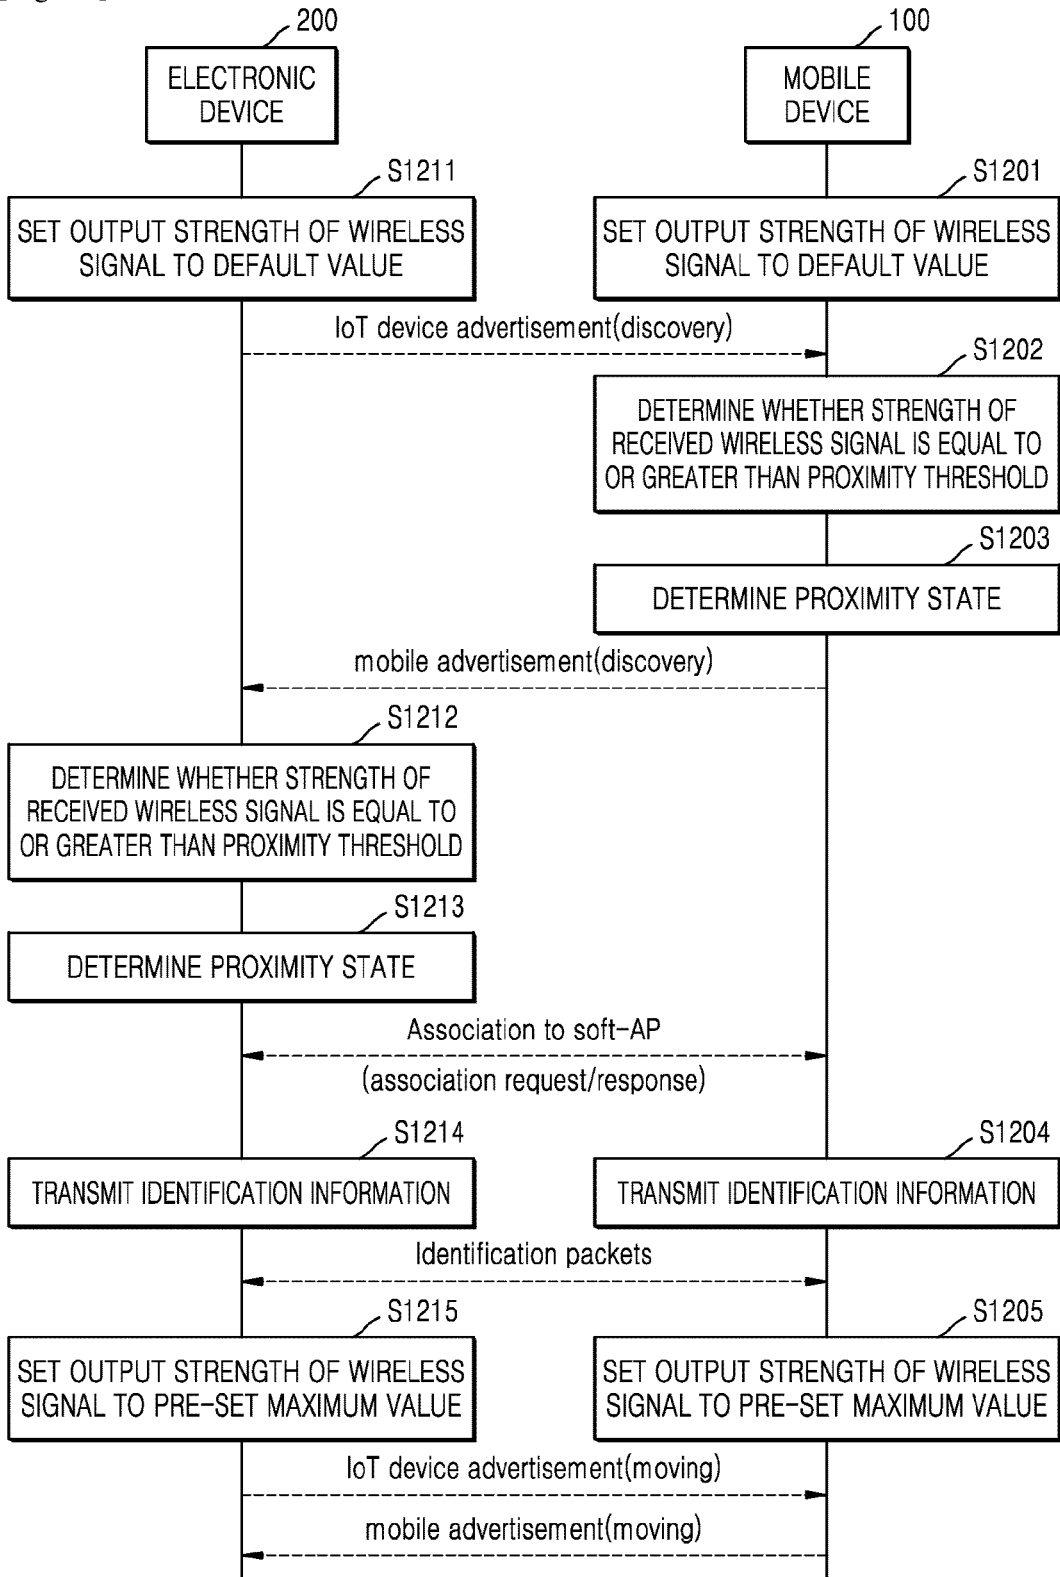 200
100
ELECTRONIC
DEVICE
MOBILE
DEVICE
S1211
S1201
SET OUTPUT STRENGTH OF WIRELESS
SIGNAL TO DEFAULT VALUE
SET OUTPUT STRENGTH OF WIRELESS
SIGNAL TO DEFAULT VALUE
IoT device advertisement(discovery)
S1202
DETERMINE WHETHER STRENGTH OF
RECEIVED WIRELESS SIGNAL IS EQUAL TO
OR GREATER THAN PROXIMITY THRESHOLD
S1203
DETERMINE PROXIMITY STATE
mobile advertisement(discovery)
S1212
DETERMINE WHETHER STRENGTH OF
RECEIVED WIRELESS SIGNAL IS EQUAL TO
OR GREATER THAN PROXIMITY THRESHOLD
S1213
DETERMINE PROXIMITY STATE
Association to soft-AP
(association request/response)
S1214
S1204
TRANSMIT IDENTIFICATION INFORMATION
TRANSMIT IDENTIFICATION INFORMATION
Identification packets
S1215
S1205
SET OUTPUT STRENGTH OF WIRELESS
SIGNAL TO PRE-SET MAXIMUM VALUE
SET OUTPUT STRENGTH OF WIRELESS
SIGNAL TO PRE-SET MAXIMUM VALUE
IoT device advertisement(moving)
mobile advertisement(moving)